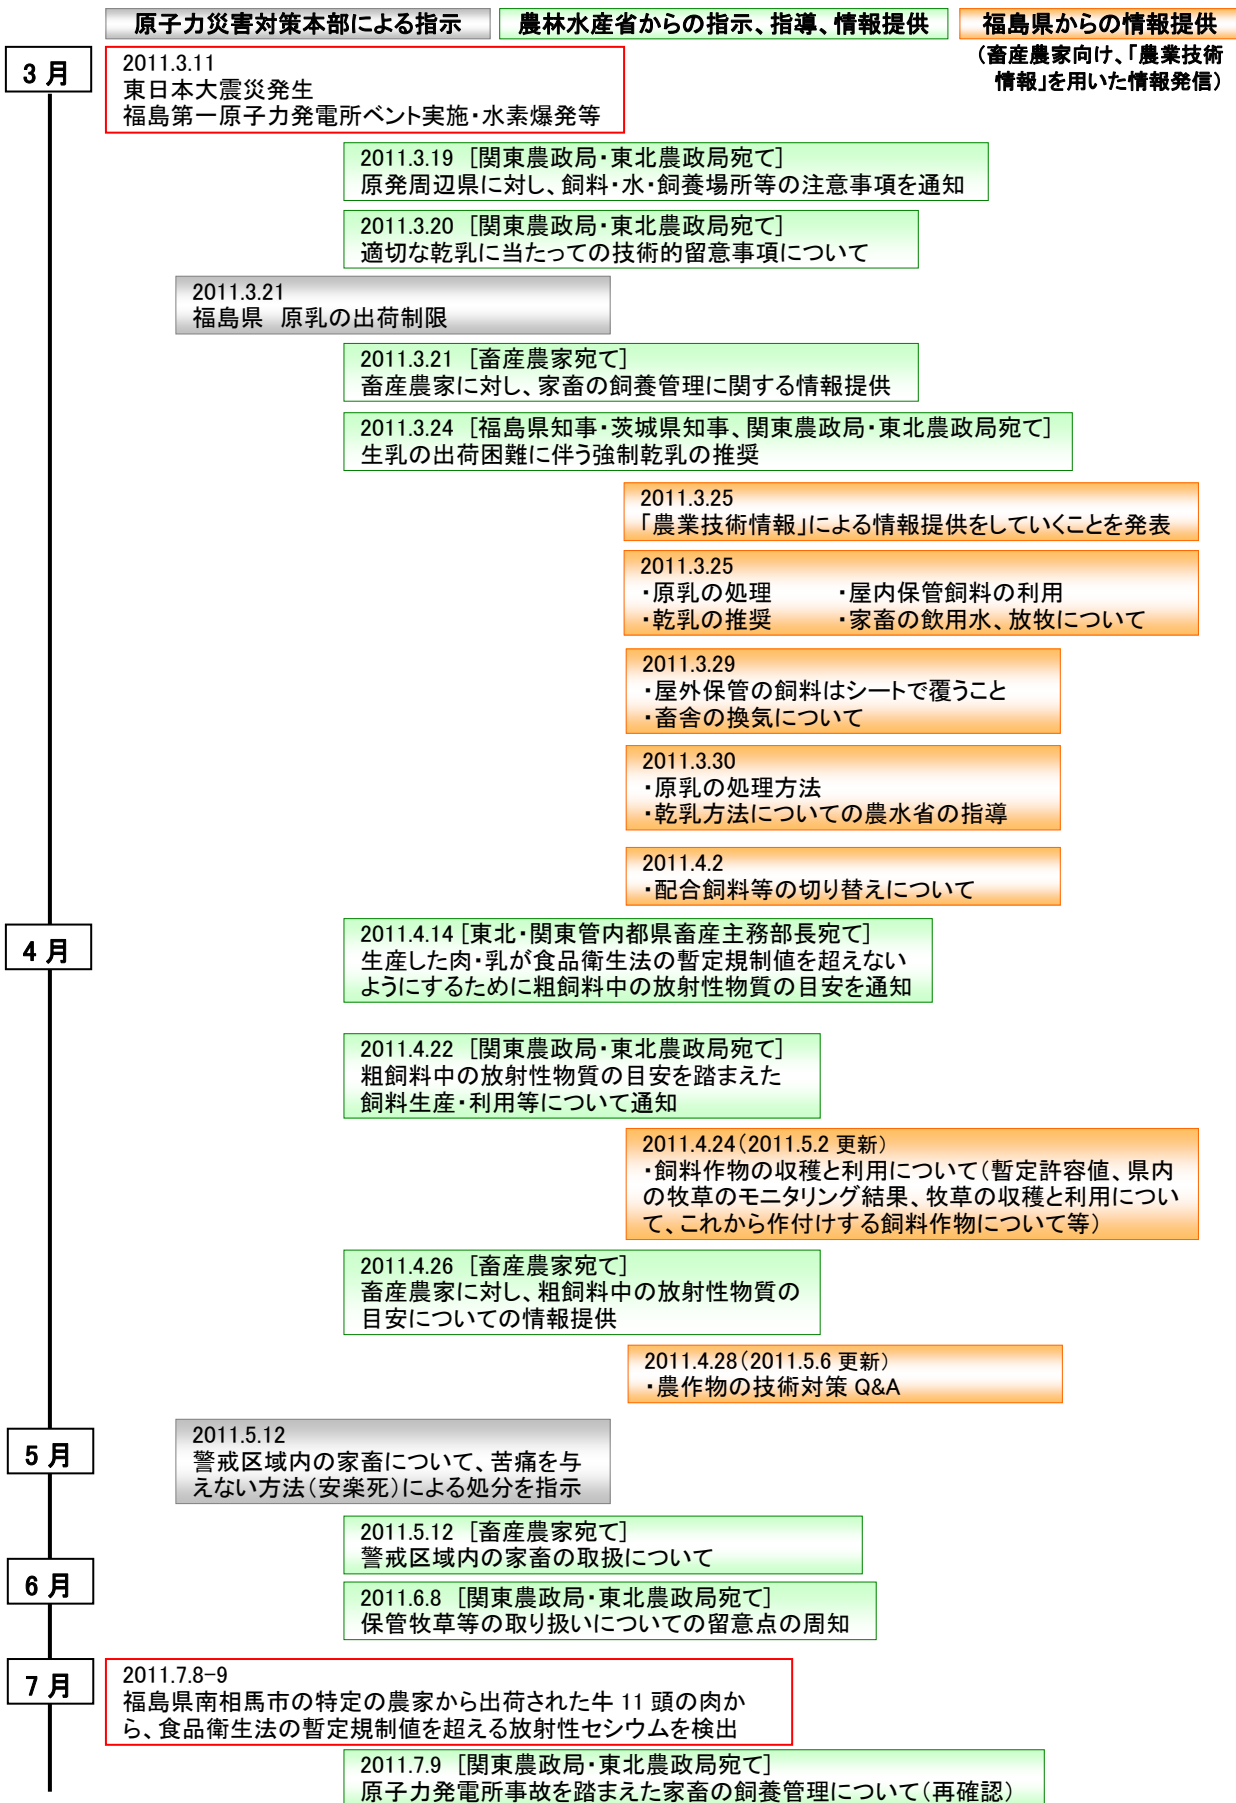 原子力災害対策本部による指示
農林水産省からの指示、指導、情報提供
福島県からの情報提供
（畜産農家向け、「農業技術
情報」を用いた情報発信）
3 月
2011.3.11
東日本大震災発生
福島第一原子力発電所ベント実施・水素爆発等
2011.3.19 ［関東農政局・東北農政局宛て］
原発周辺県に対し、飼料・水・飼養場所等の注意事項を通知
2011.3.20 ［関東農政局・東北農政局宛て］
適切な乾乳に当たっての技術的留意事項について
2011.3.21
福島県 原乳の出荷制限
2011.3.21 ［畜産農家宛て］
畜産農家に対し、家畜の飼養管理に関する情報提供
2011.3.24 ［福島県知事・茨城県知事、関東農政局・東北農政局宛て］
生乳の出荷困難に伴う強制乾乳の推奨
2011.3.25
「農業技術情報」による情報提供をしていくことを発表
2011.3.25
・原乳の処理 ・屋内保管飼料の利用
・乾乳の推奨 ・家畜の飲用水、放牧について
2011.3.29
・屋外保管の飼料はシートで覆うこと
・畜舎の換気について
2011.3.30
・原乳の処理方法
・乾乳方法についての農水省の指導
2011.4.2
・配合飼料等の切り替えについて
4 月
2011.4.14 ［東北・関東管内都県畜産主務部長宛て］
生産した肉・乳が食品衛生法の暫定規制値を超えない
ようにするために粗飼料中の放射性物質の目安を通知
2011.4.22 ［関東農政局・東北農政局宛て］
粗飼料中の放射性物質の目安を踏まえた
飼料生産・利用等について通知
2011.4.24（2011.5.2 更新）
・飼料作物の収穫と利用について（暫定許容値、県内
の牧草のモニタリング結果、牧草の収穫と利用につい
て、これから作付けする飼料作物について等）
2011.4.26 ［畜産農家宛て］
畜産農家に対し、粗飼料中の放射性物質の
目安についての情報提供
2011.4.28（2011.5.6 更新）
・農作物の技術対策 Q&A
5 月
2011.5.12
警戒区域内の家畜について、苦痛を与
えない方法（安楽死）による処分を指示
2011.5.12 ［畜産農家宛て］
警戒区域内の家畜の取扱について
6 月
2011.6.8 ［関東農政局・東北農政局宛て］
保管牧草等の取り扱いについての留意点の周知
7 月
2011.7.8-9
福島県南相馬市の特定の農家から出荷された牛 11 頭の肉か
ら、食品衛生法の暫定規制値を超える放射性セシウムを検出
2011.7.9 ［関東農政局・東北農政局宛て］
原子力発電所事故を踏まえた家畜の飼養管理について（再確認）